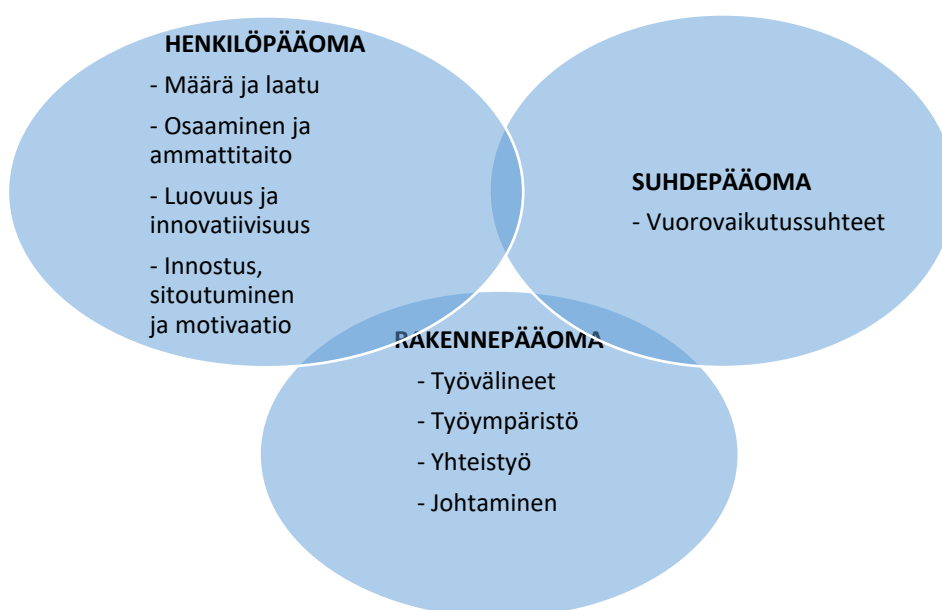 HENKILÖPÄÄOMA
- Määrä ja laatu
- Osaaminen ja
ammattitaito
- Luovuus ja
innovatiivisuus
- Innostus,
sitoutuminen
ja motivaatio
SUHDEPÄÄOMA
- Vuorovaikutussuhteet
RAKENNEPÄÄOMA
- Työvälineet
- Työympäristö
- Yhteistyö
- Johtaminen